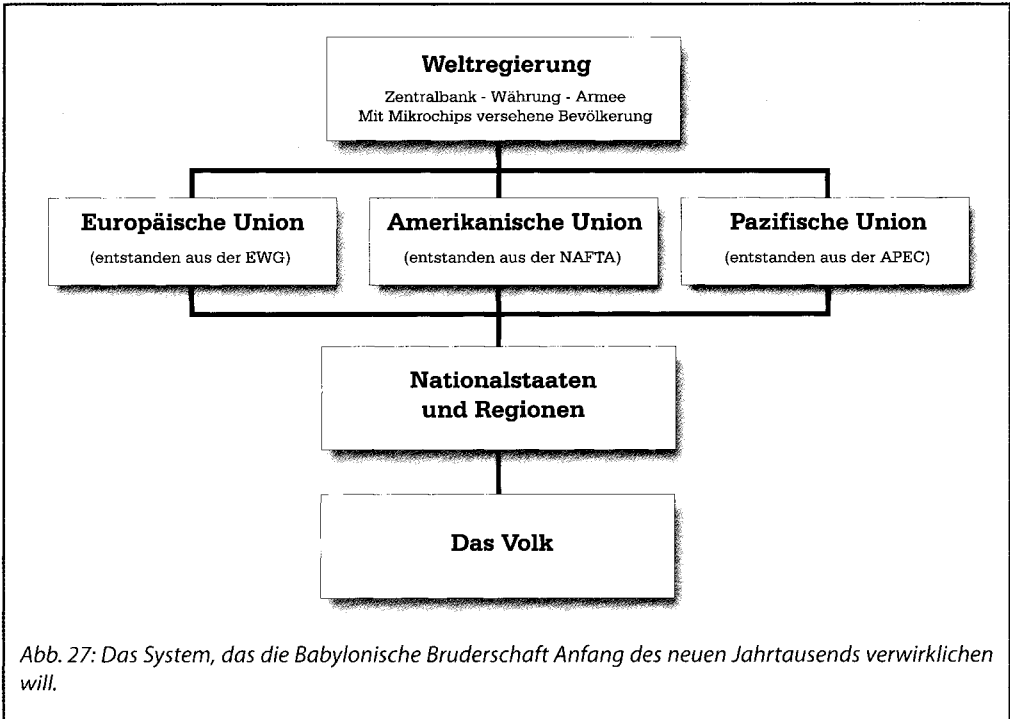 Weltregierung
Zentralbank - Währung - Armee
Mit Mikrochips versehene Bevölkerung
Europäische Union
(entstanden aus der EWG)
Amerikanische Union
(entstanden aus der NAFTA)
Pazifische Union
(entstanden aus der APEC)
Nationalstaaten
und Regionen
Das Volk
Abb. 27: Das System, das die Babylonische Bruderschaft Anfang des neuen Jahrtausends verwirklichen
will.